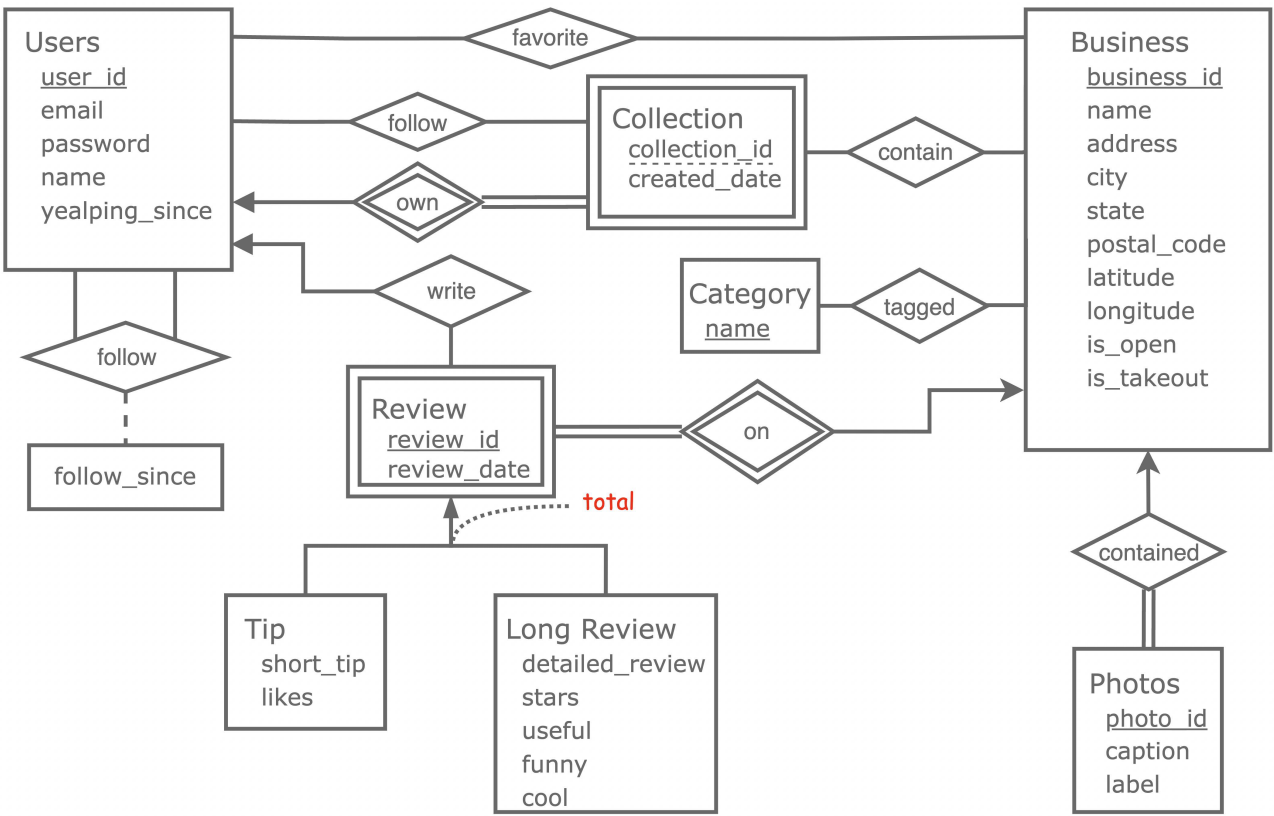 Users
user_id
email
password
name
yealping_since
favorite
follow
own
write
Collection
collection_id
created_date
contain
Business
business_id
name
address
city
state
postal_code
latitude
longitude
is_open
is_takeout
Category
name
tagged
follow
follow_since
Review
review_id
review_date
on
total
contained
Tip
short_tip
likes
Long Review
detailed_review
stars
useful
funny
cool
Photos
photo_id
caption
label